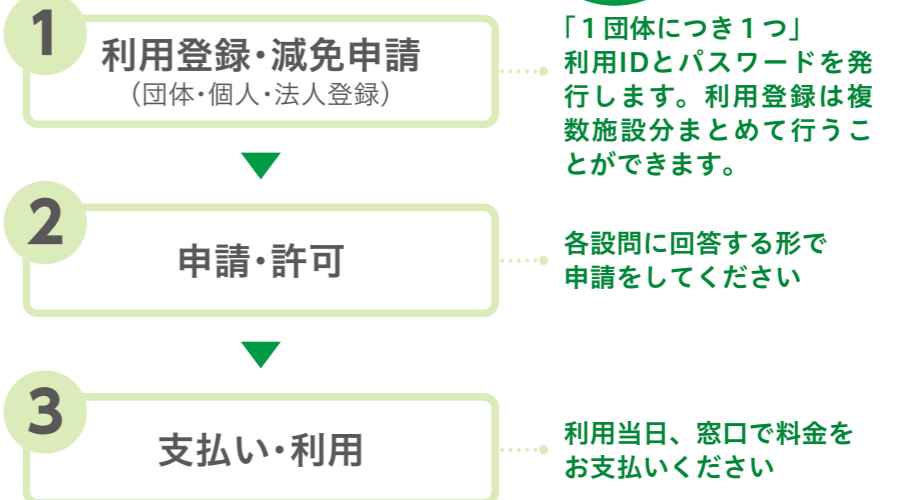 1
利用登録・減免申請
（団体・個人・法人登録）
「１団体につき１つ」
利用IDとパスワードを発
行します。利用登録は複
数施設分まとめて行うこ
とができます。
2
申請・許可
各設問に回答する形で
申請をしてください
3
支払い・利用
利用当日、窓口で料金を
お支払いください